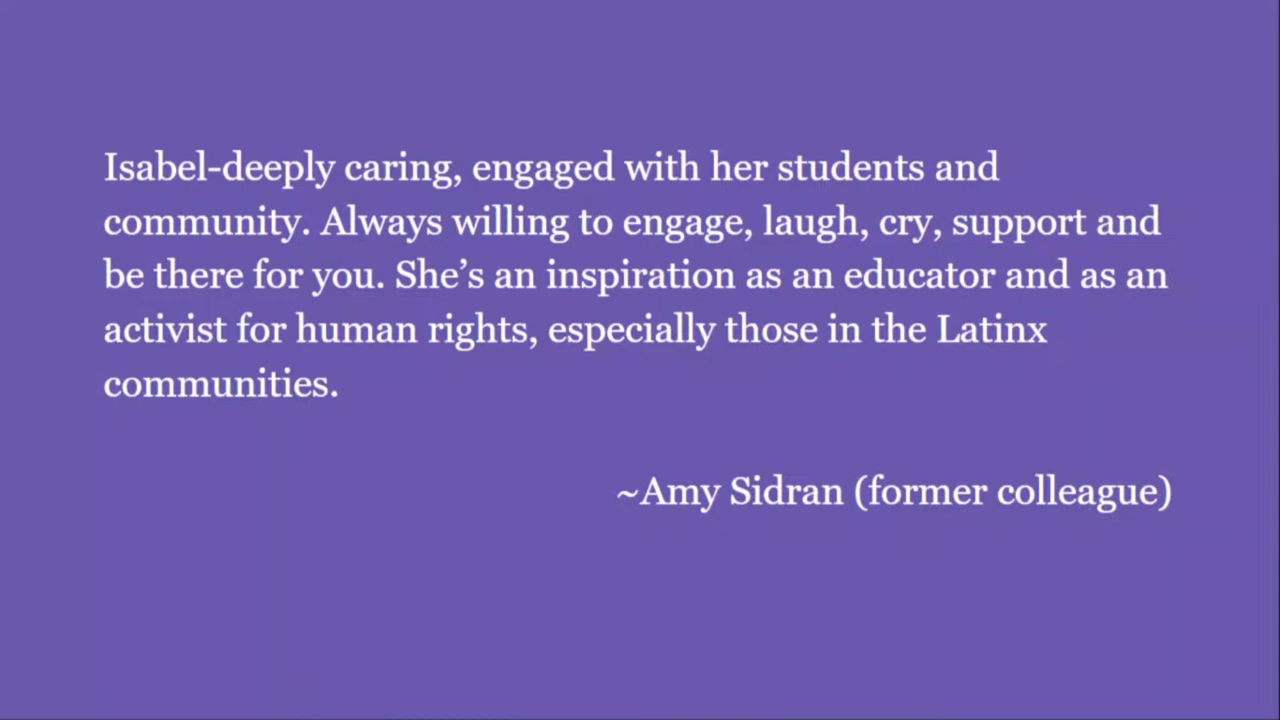 Isabel-deeply caring, engaged with her students and
community. Always willing to engage, laugh, cry, support and
be there for you. She’s an inspiration as an educator and as an
activist for human rights, especially those in the Latinx
communities.
~Amy Sidran (former colleague)